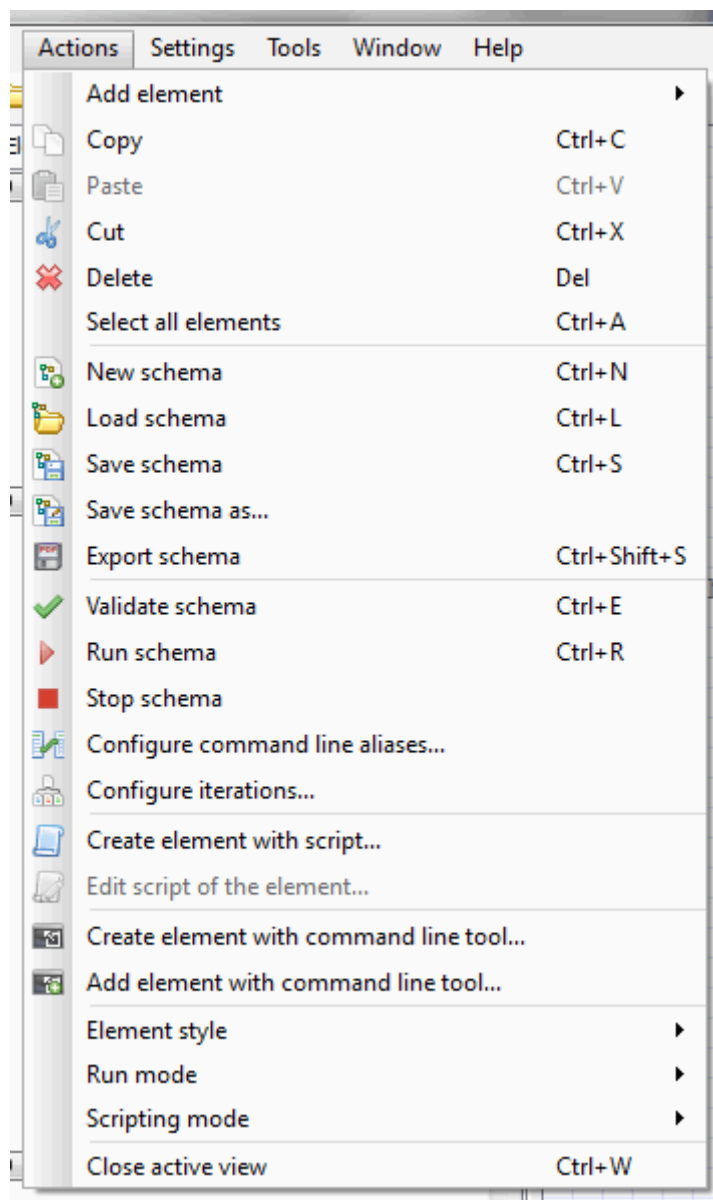 Actions Settings Tools Window Help
Add element
Copy Ctrl+C
Paste Ctrl+V
Cut Ctrl+X
Delete Del
Select all elements Ctrl+A
New schema Ctrl+N
Load schema Ctrl+L
Save schema Ctrl+S
Save schema as...
Export schema Ctrl+Shift+S
Validate schema Ctrl+E
Run schema Ctrl+R
Stop schema
Configure command line aliases...
Configure iterations...
Create element with script...
Edit script of the element...
Create element with command line tool...
Add element with command line tool...
Element style
Run mode
Scripting mode
Close active view Ctrl+W